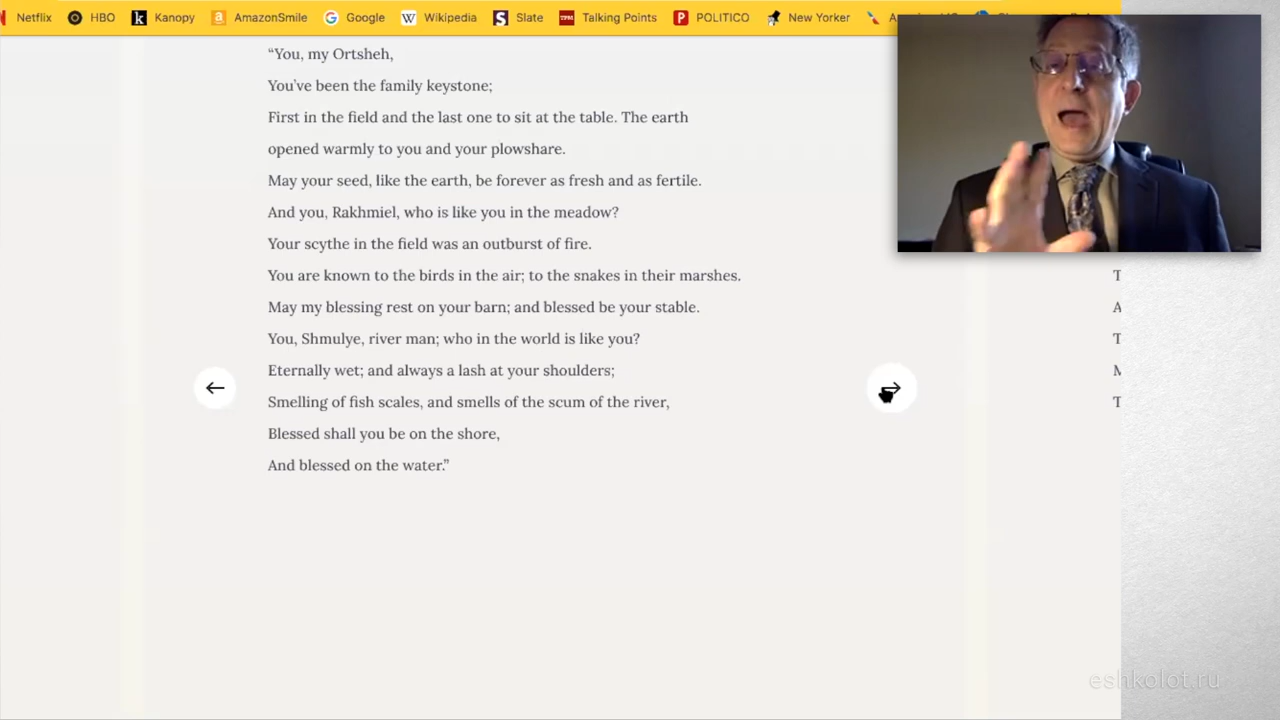 Netflix HBO Kanopy AmazonSmile Google Wikipedia Slate TPM Talking Points POLITICO New Yorker
“You, my Ortsheh,
You’ve been the family keystone;
First in the field and the last one to sit at the table. The earth
opened warmly to you and your plowshare.
May your seed, like the earth, be forever as fresh and as fertile.
And you, Rakhmiel, who is like you in the meadow?
Your scythe in the field was an outburst of fire.
You are known to the birds in the air; to the snakes in their marshes.
May my blessing rest on your barn; and blessed be your stable.
You, Shmulye, river man; who in the world is like you?
Eternally wet; and always a lash at your shoulders;
Smelling of fish scales, and smells of the scum of the river,
Blessed shall you be on the shore,
And blessed on the water.”
T
A
T
M
T
eshkolot.ru